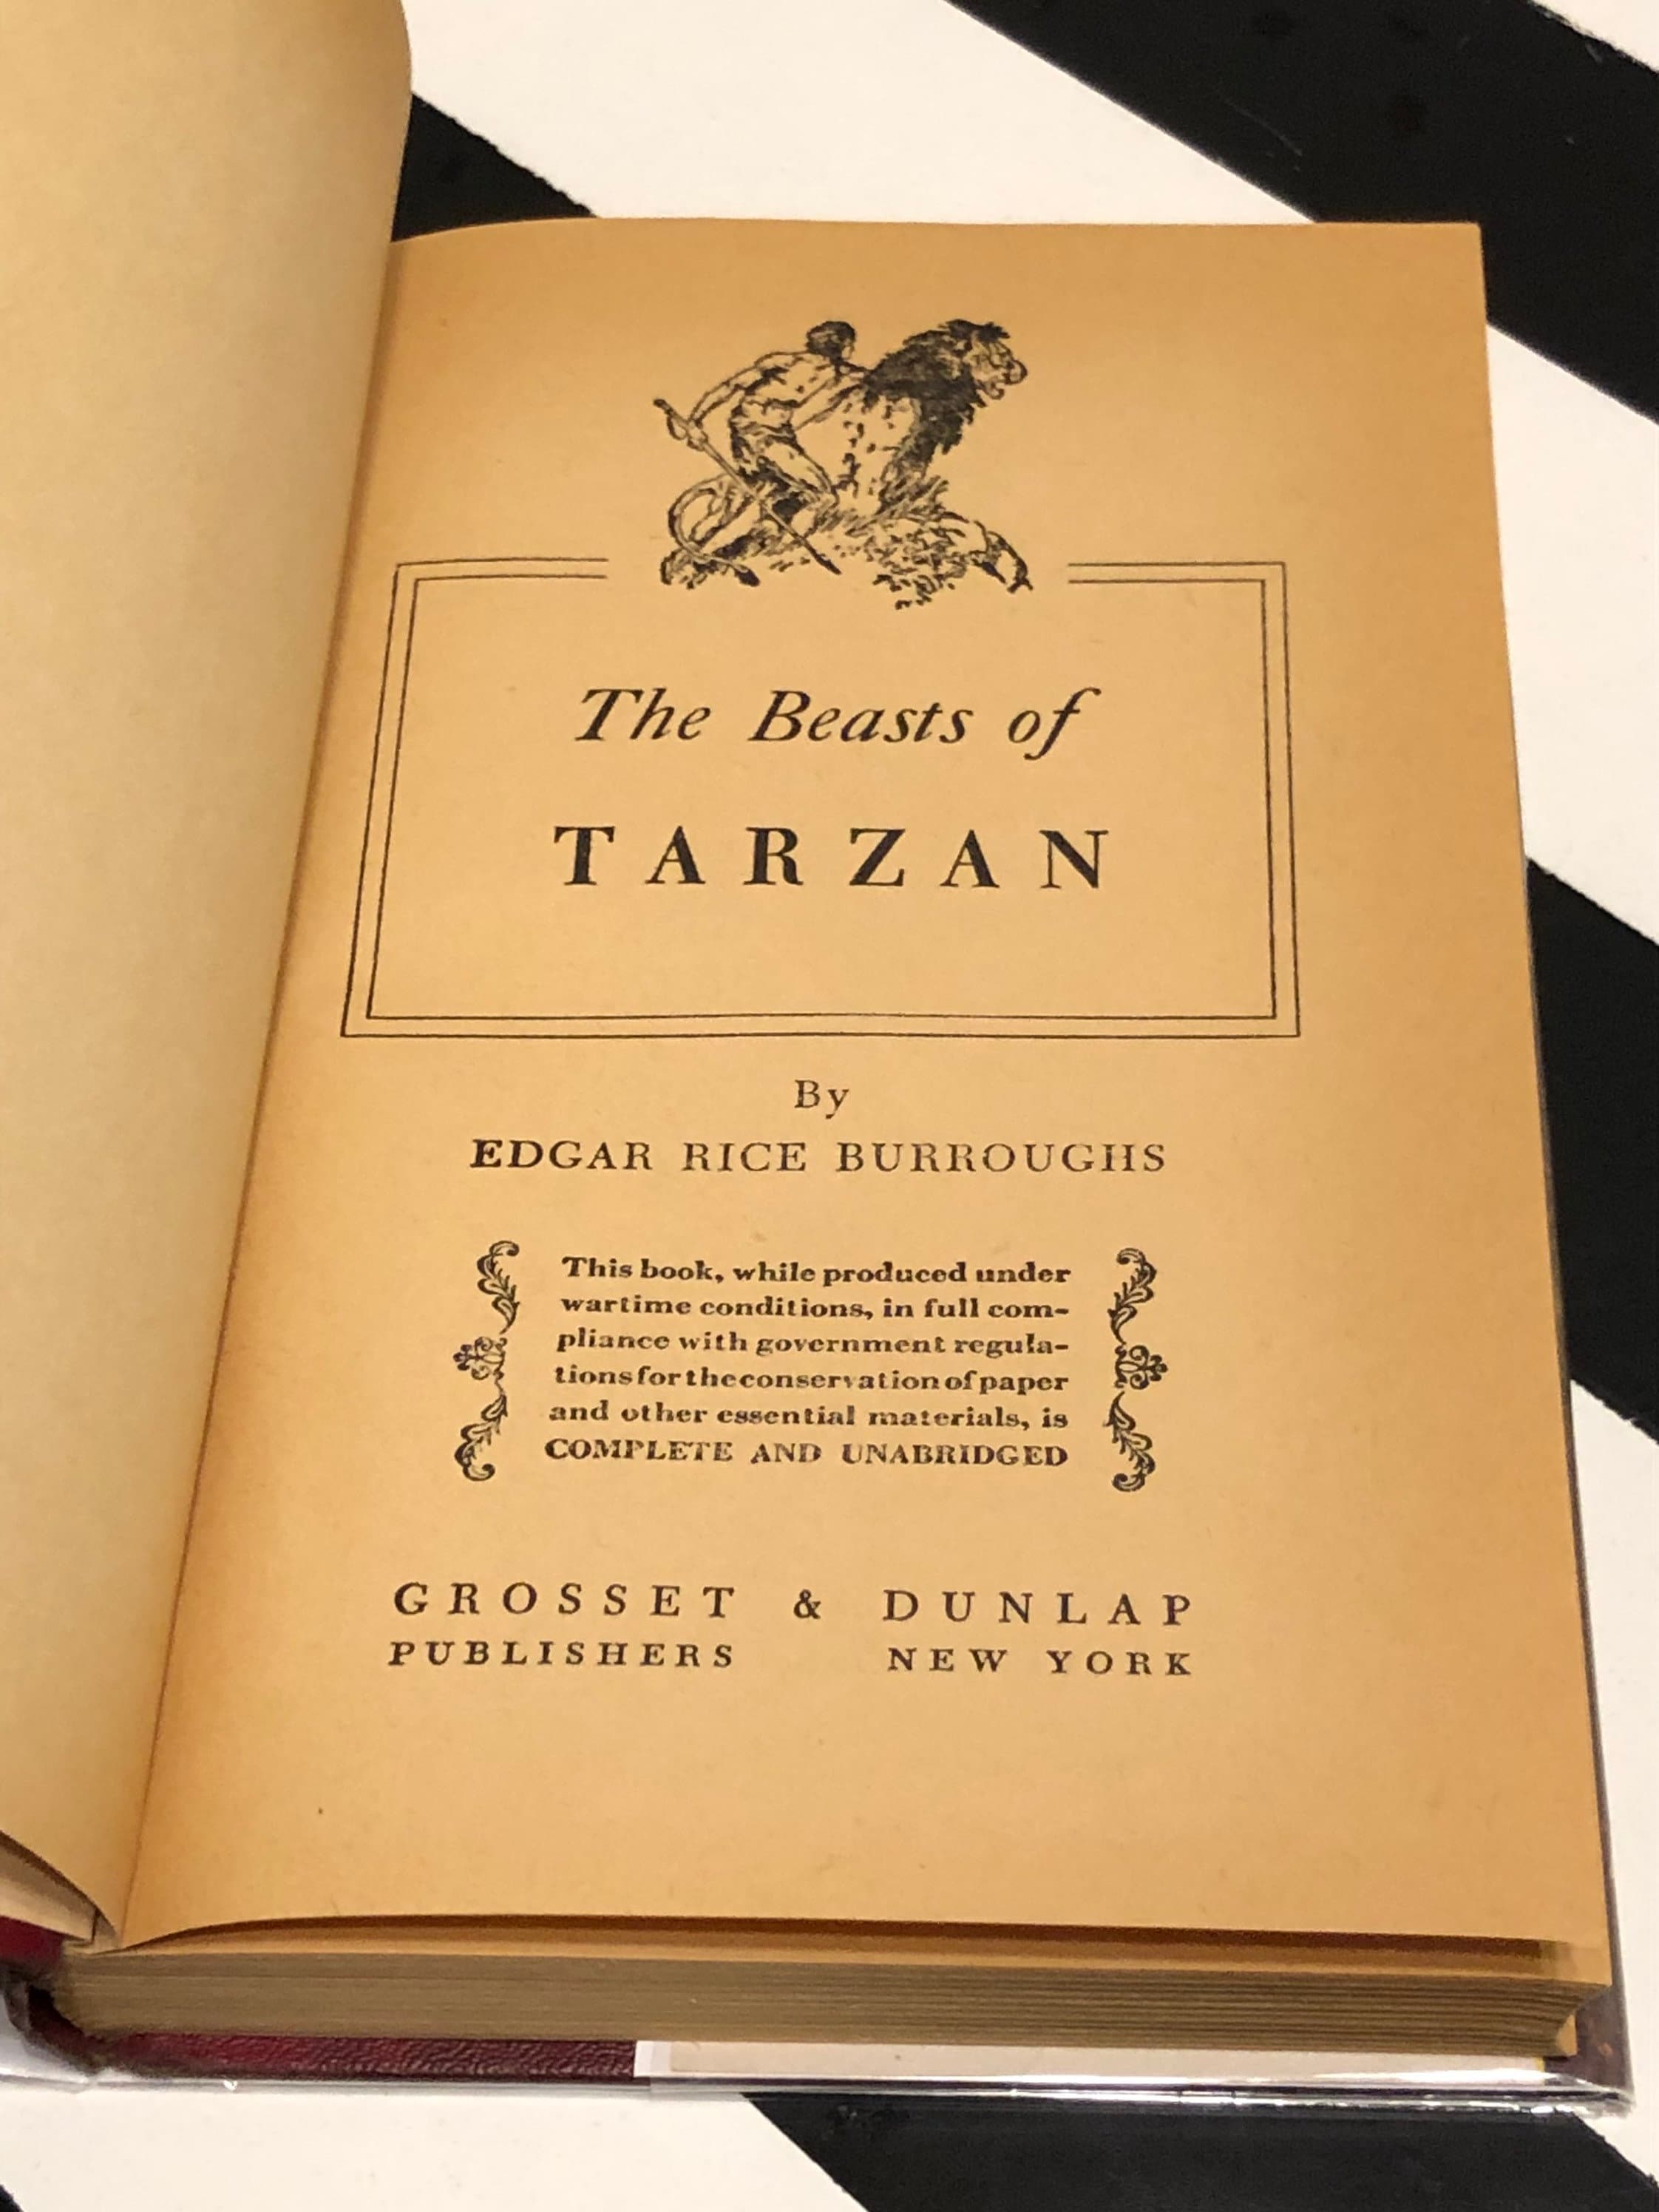 The Beasts of
TARZAN
By
EDGAR RICE BURROUGHS
This book, while produced under
wartime conditions, in full com-
pliance with government regula-
tions for the conservation of paper
and other essential materials, is
COMPLETE AND UNABRIDGED
GROSSET & DUNLAP
PUBLISHERS NEW YORK